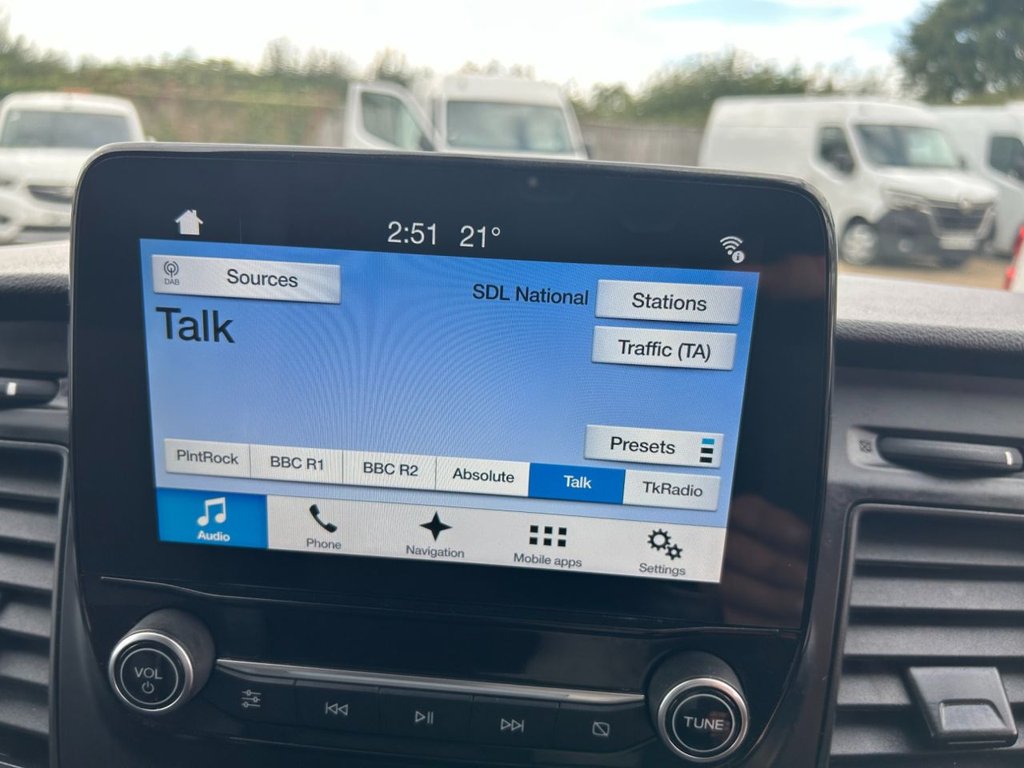 2:51 21°
DAB
Sources
SDL National
Stations
Talk
Traffic (TA)
Presets
PlntRock
BBC R1
BBC R2
Absolute
Talk
TkRadio
Audio
Phone
Navigation
Mobile apps
Settings
VOL
TUNE